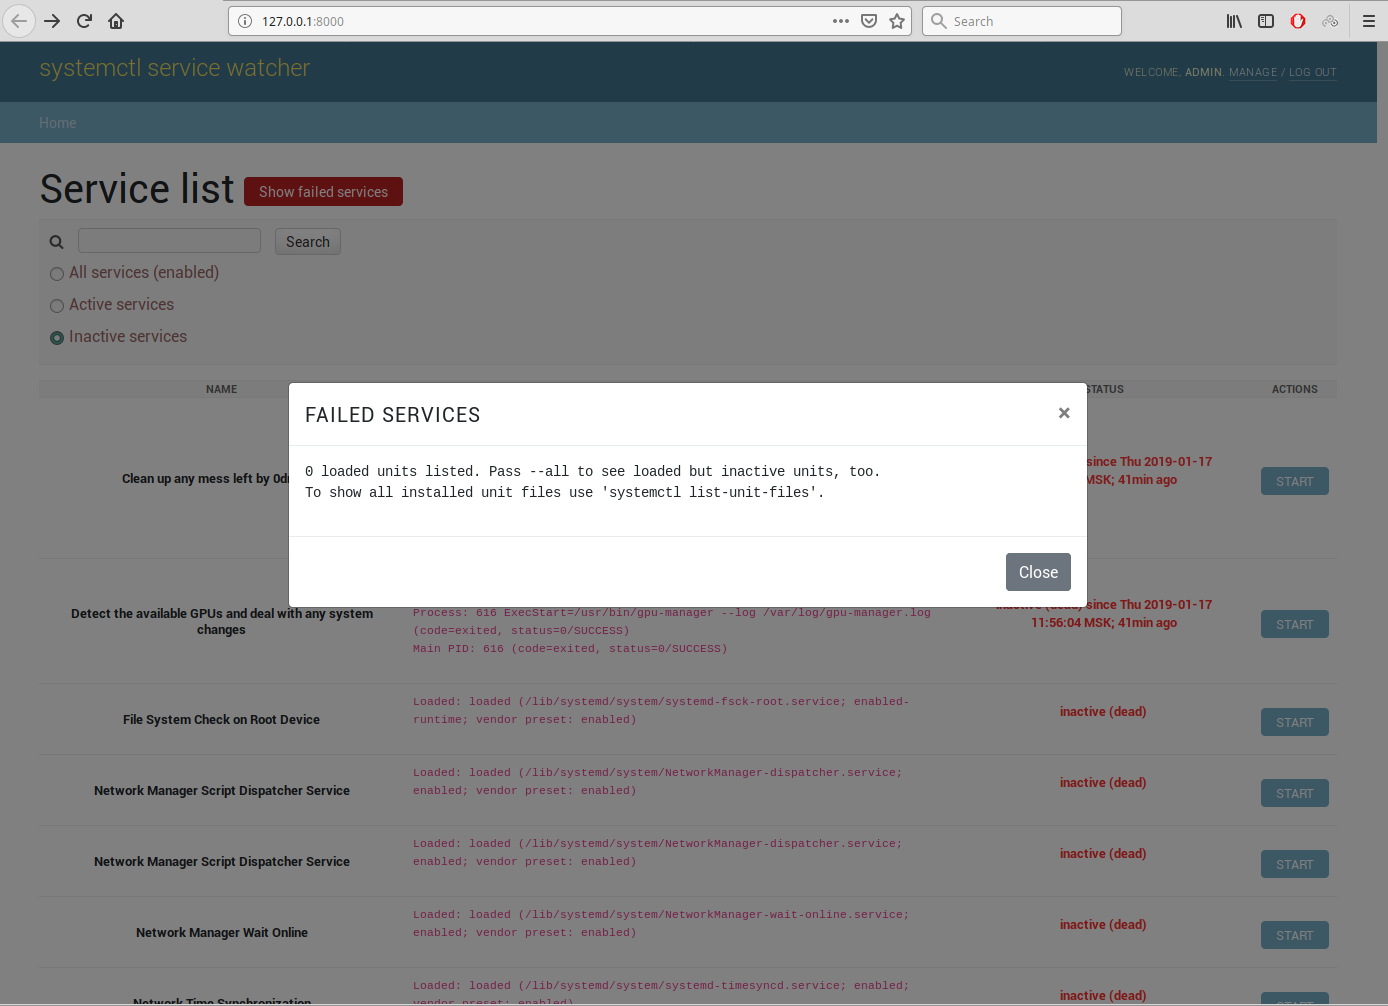 127.0.0.1:8000
Search
systemctl service watcher
WELCOME, ADMIN. MANAGE / LOG OUT
Home
Service list
Show failed services
Search
All services (enabled)
Active services
Inactive services
NAME
STATUS
ACTIONS
FAILED SERVICES
×
Clean up any mess left by 0d
0 loaded units listed. Pass --all to see loaded but inactive units, too.
To show all installed unit files use 'systemctl list-unit-files'.
since Thu 2019-01-17
MSK; 41min ago
START
Close
Detect the available GPUs and deal with any system
changes
Process: 616 ExecStart=/usr/bin/gpu-manager --log /var/log/gpu-manager.log
(code=exited, status=0/SUCCESS)
Main PID: 616 (code=exited, status=0/SUCCESS)
inactive (dead) since Thu 2019-01-17
11:56:04 MSK; 41min ago
START
File System Check on Root Device
Loaded: loaded (/lib/systemd/system/systemd-fsck-root.service; enabled-
runtime; vendor preset: enabled)
inactive (dead)
START
Network Manager Script Dispatcher Service
Loaded: loaded (/lib/systemd/system/NetworkManager-dispatcher.service;
enabled; vendor preset: enabled)
inactive (dead)
START
Network Manager Script Dispatcher Service
Loaded: loaded (/lib/systemd/system/NetworkManager-dispatcher.service;
enabled; vendor preset: enabled)
inactive (dead)
START
Network Manager Wait Online
Loaded: loaded (/lib/systemd/system/NetworkManager-wait-online.service;
enabled; vendor preset: enabled)
inactive (dead)
START
Network Time Synchronization
Loaded: loaded (/lib/systemd/system/systemd-timesyncd.service; enabled;
vendor preset: enabled)
inactive (dead)
START